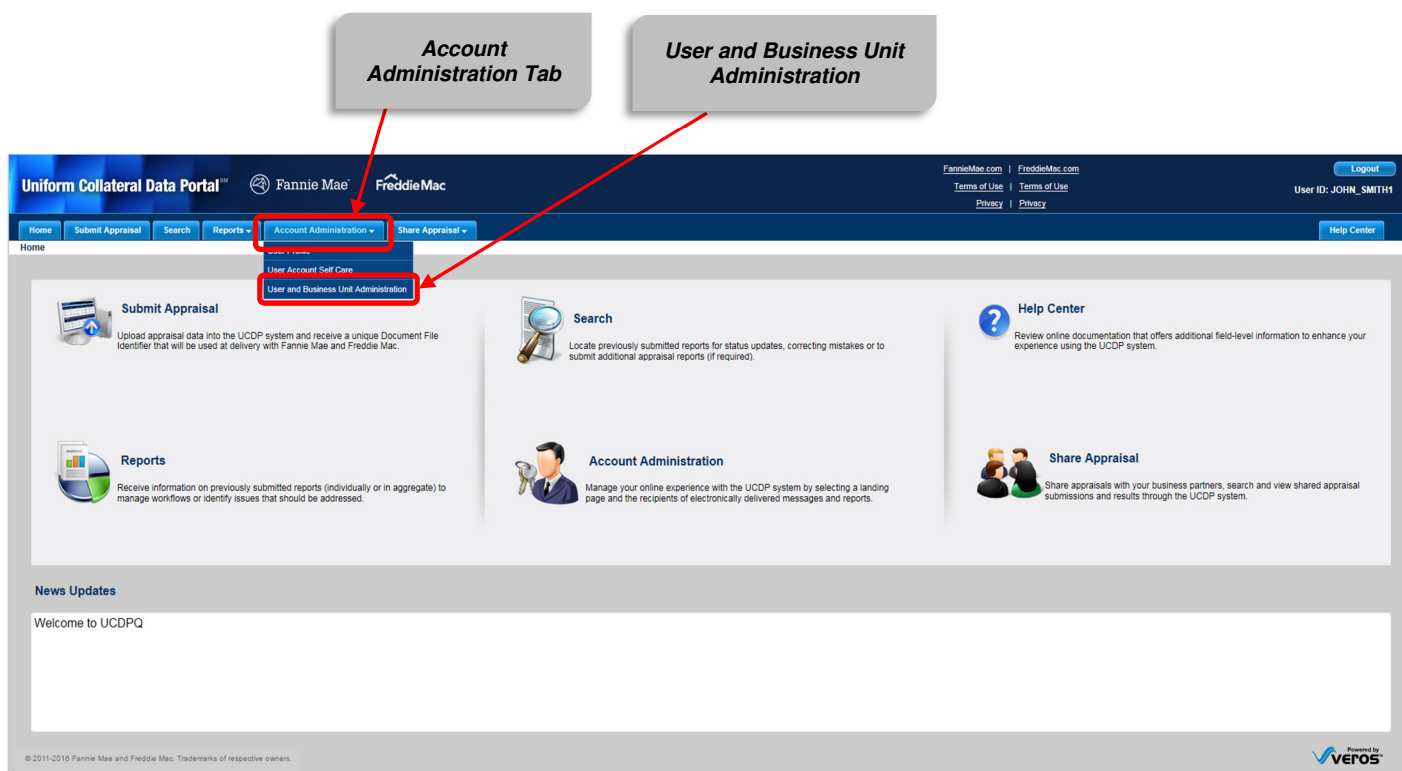 Account
Administration Tab
User and Business Unit
Administration
Uniform Collateral Data Portal℠
Fannie Mae®
Freddie Mac
FannieMae.com | FreddieMac.com
Terms of Use | Terms of Use
Privacy | Privacy
Logout
User ID: JOHN_SMITH1
Home
Submit Appraisal
Search
Reports
Account Administration
Share Appraisal
Help Center
Home
User Profile
User Account Self Care
User and Business Unit Administration
Submit Appraisal
Upload appraisal data into the UCDP system and receive a unique Document File
Identifier that will be used at delivery with Fannie Mae and Freddie Mac.
Search
Locate previously submitted reports for status updates, correcting mistakes or to
submit additional appraisal reports (if required).
Help Center
Review online documentation that offers additional field-level information to enhance your
experience using the UCDP system.
Reports
Receive information on previously submitted reports (individually or in aggregate) to
manage workflows or identify issues that should be addressed.
Account Administration
Manage your online experience with the UCDP system by selecting a landing
page and the recipients of electronically delivered messages and reports.
Share Appraisal
Share appraisals with your business partners, search and view shared appraisal
submissions and results through the UCDP system.
News Updates
Welcome to UCDPQ
© 2011-2016 Fannie Mae and Freddie Mac. Trademarks of respective owners.
Powered by
veros™